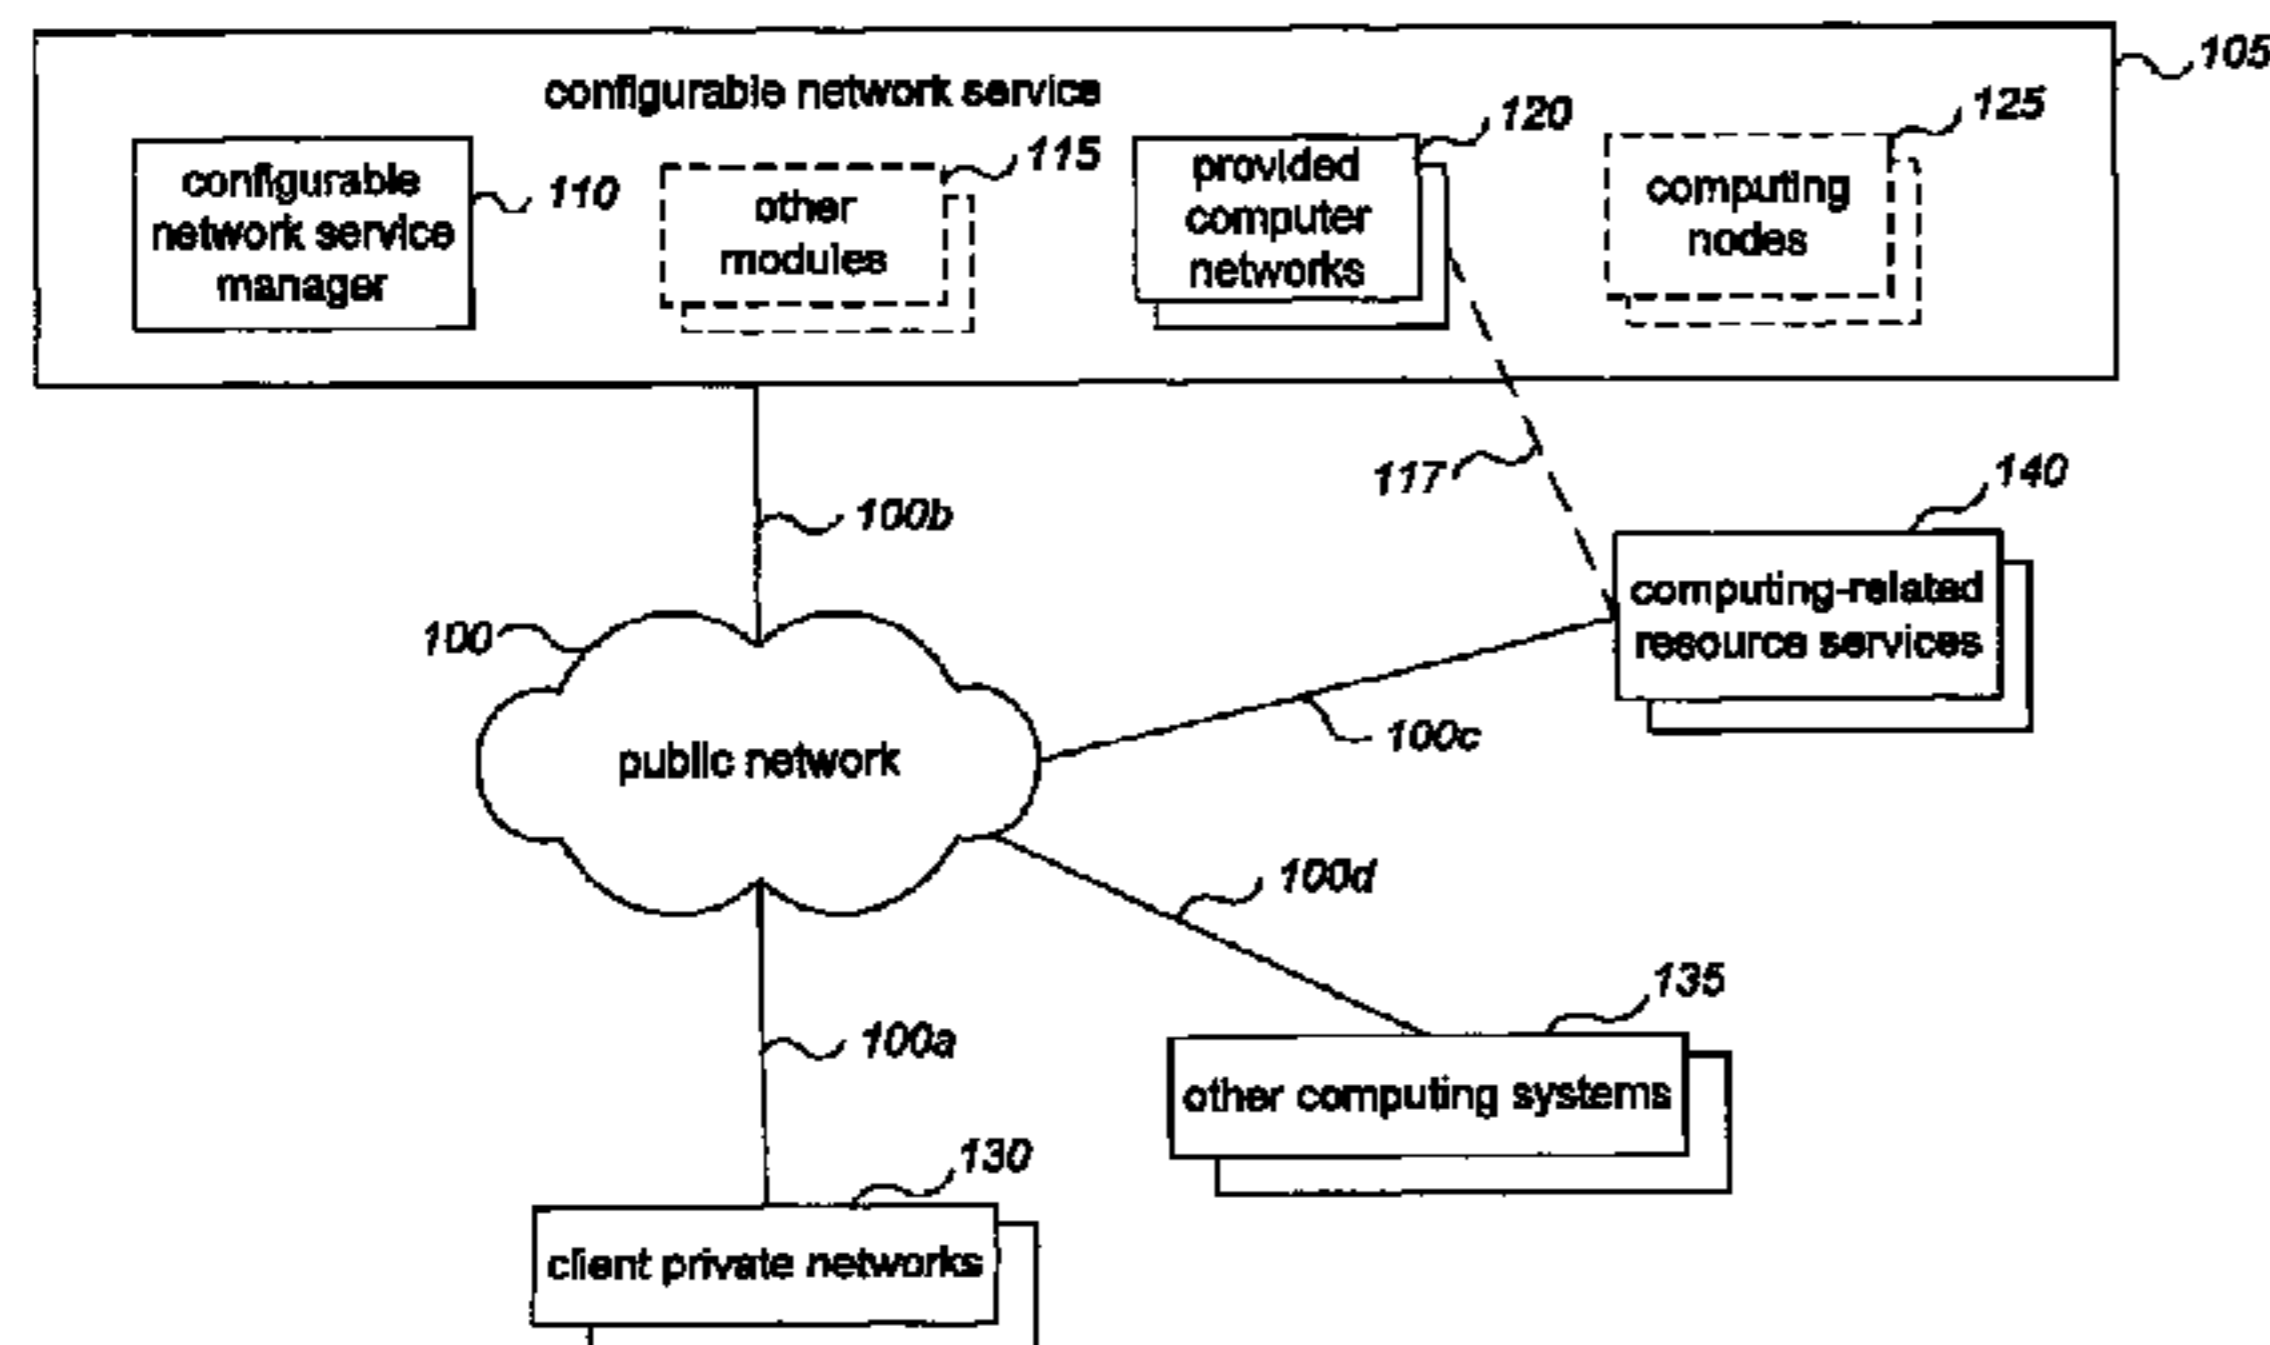 105
configurable network service
120
125
115
configurable
network service
manager
110
other
modules
provided
computer
networks
computing
nodes
117
140
100b
computing-related
resource services
100
public network
100c
100d
135
100a
other computing systems
130
client private networks